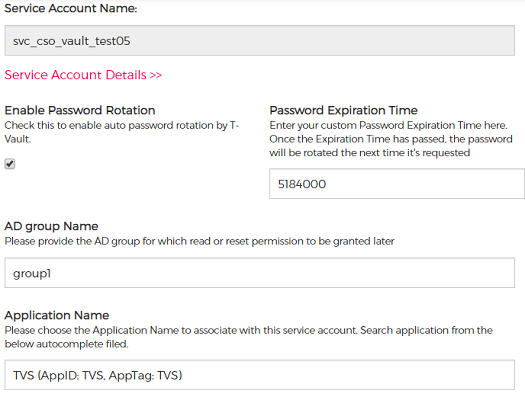 Service Account Name:
svc_cso_vault_test05
Service Account Details >>
Enable Password Rotation
Check this to enable auto password rotation by T-
Vault.
Password Expiration Time
Enter your custom Password Expiration Time here.
Once the Expiration Time has passed, the password
will be rotated the next time it's requested
5184000
AD group Name
Please provide the AD group for which read or reset permission to be granted later
group1
Application Name
Please choose the Application Name to associate with this service account. Search application from the
below autocomplete filed.
TVS (AppID: TVS, AppTag: TVS)